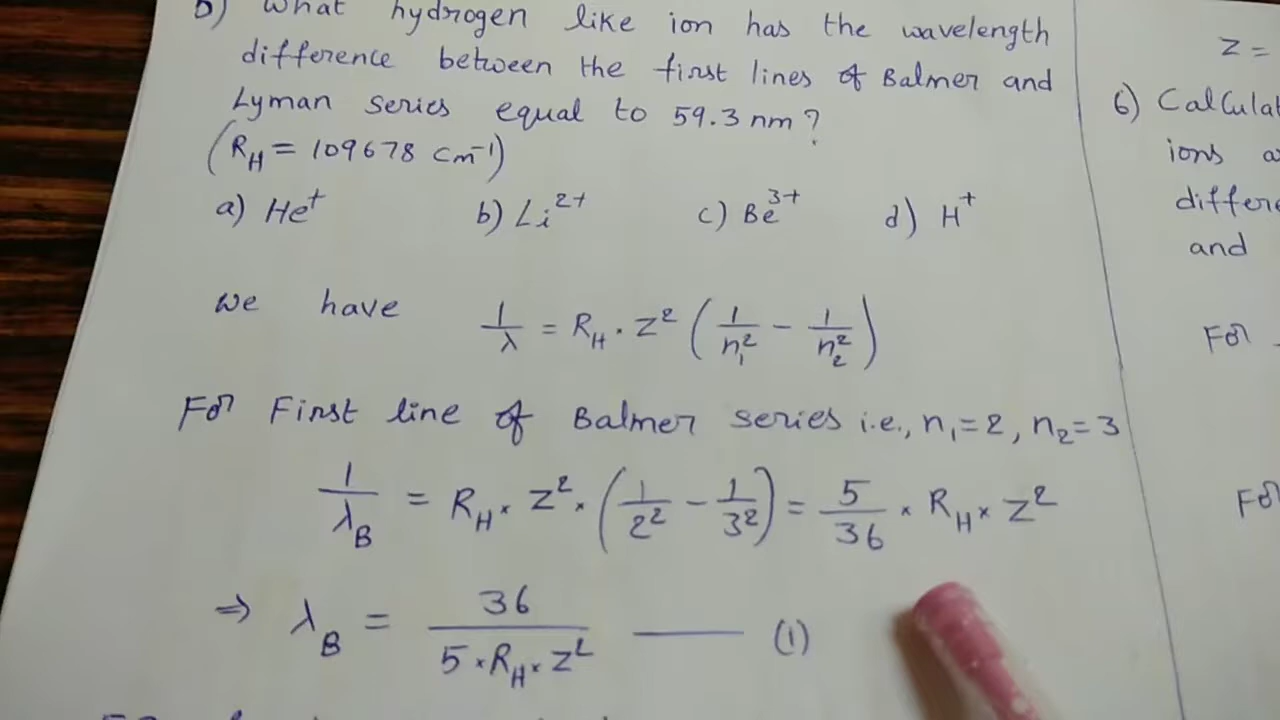 5) What hydrogen like ion has the wavelength
difference between the first lines of Balmer and
Lyman series equal to 59.3 nm?
(R_H = 109678 cm⁻¹)
a) He⁺ b) Li²⁺ c) Be³⁺ d) H⁺
We have 1/λ = R_H . Z² (1/n₁² - 1/n₂²)
For First line of Balmer series i.e., n₁=2, n₂=3
1/λ_B = R_H × Z² × (1/2² - 1/3²) = 5/36 × R_H × Z²
⇒ λ_B = 36/(5 × R_H × Z²) —— (1)
Z =
6) Calculat
ions
differe
and
For
For